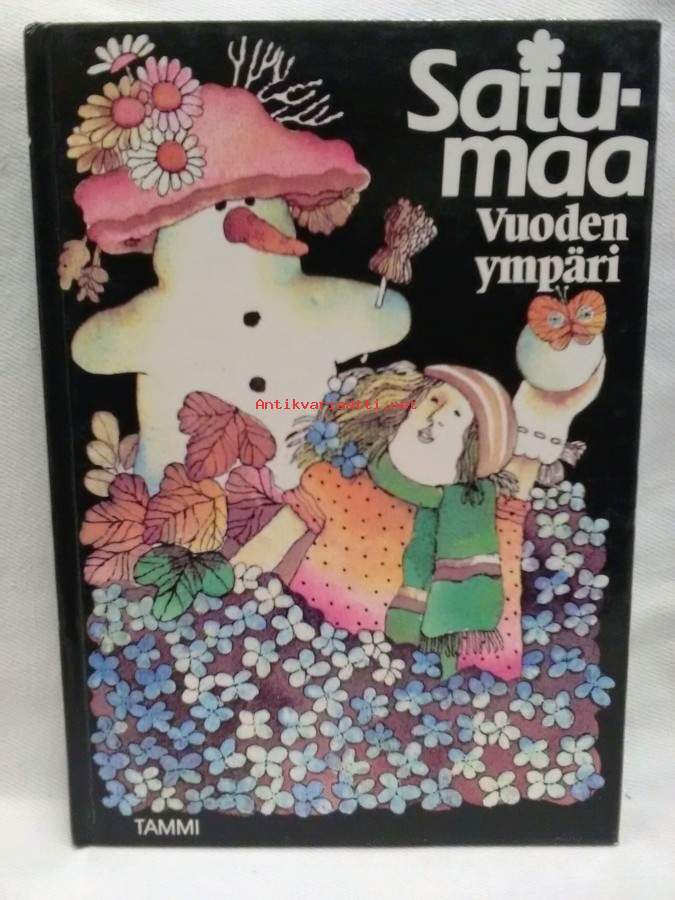 Satu-
maa
Vuoden
ympäri
Antikvariaatti.net
TAMMI